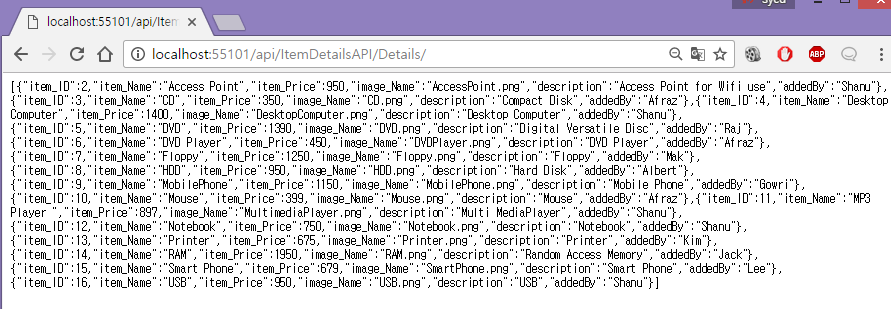 syed
localhost:55101/api/Iter
localhost:55101/api/ItemDetailsAPI/Details/
ABP
[{"item_ID":2,"item_Name":"Access Point","item_Price":950,"image_Name":"AccessPoint.png","description":"Access Point for Wifi use","addedBy":"Shanu"},
{"item_ID":3,"item_Name":"CD","item_Price":350,"image_Name":"CD.png","description":"Compact Disk","addedBy":"Afraz"},{"item_ID":4,"item_Name":"Desktop
Computer","item_Price":1400,"image_Name":"DesktopComputer.png","description":"Desktop Computer","addedBy":"Shanu"},
{"item_ID":5,"item_Name":"DVD","item_Price":1390,"image_Name":"DVD.png","description":"Digital Versatile Disc","addedBy":"Raj"},
{"item_ID":6,"item_Name":"DVD Player","item_Price":450,"image_Name":"DVDPlayer.png","description":"DVD Player","addedBy":"Afraz"},
{"item_ID":7,"item_Name":"Floppy","item_Price":1250,"image_Name":"Floppy.png","description":"Floppy","addedBy":"Mak"},
{"item_ID":8,"item_Name":"HDD","item_Price":950,"image_Name":"HDD.png","description":"Hard Disk","addedBy":"Albert"},
{"item_ID":9,"item_Name":"MobilePhone","item_Price":1150,"image_Name":"MobilePhone.png","description":"Mobile Phone","addedBy":"Gowri"},
{"item_ID":10,"item_Name":"Mouse","item_Price":399,"image_Name":"Mouse.png","description":"Mouse","addedBy":"Afraz"},{"item_ID":11,"item_Name":"MP3
Player ","item_Price":897,"image_Name":"MultimediaPlayer.png","description":"Multi MediaPlayer","addedBy":"Shanu"},
{"item_ID":12,"item_Name":"Notebook","item_Price":750,"image_Name":"Notebook.png","description":"Notebook","addedBy":"Shanu"},
{"item_ID":13,"item_Name":"Printer","item_Price":675,"image_Name":"Printer.png","description":"Printer","addedBy":"Kim"},
{"item_ID":14,"item_Name":"RAM","item_Price":1950,"image_Name":"RAM.png","description":"Random Access Memory","addedBy":"Jack"},
{"item_ID":15,"item_Name":"Smart Phone","item_Price":679,"image_Name":"SmartPhone.png","description":"Smart Phone","addedBy":"Lee"},
{"item_ID":16,"item_Name":"USB","item_Price":950,"image_Name":"USB.png","description":"USB","addedBy":"Shanu"}]